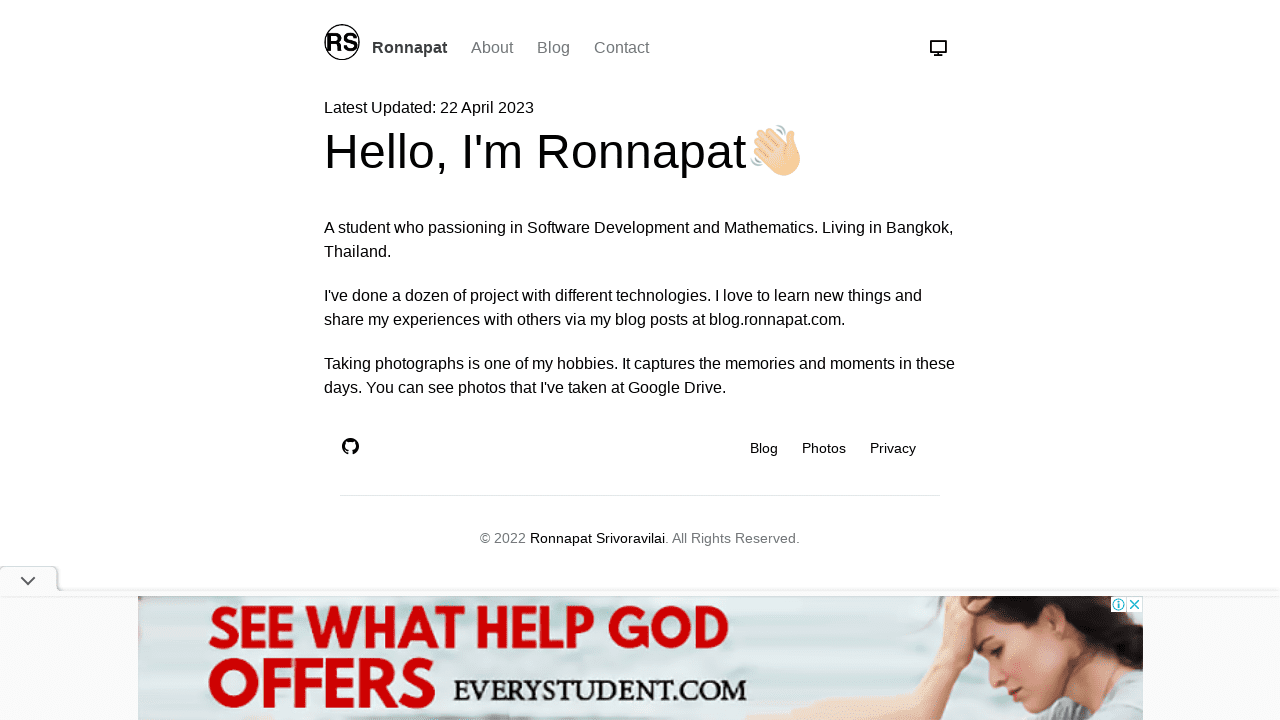 RS Ronnapat About Blog Contact
Latest Updated: 22 April 2023
Hello, I'm Ronnapat👋🏻
A student who passioning in Software Development and Mathematics. Living in Bangkok,
Thailand.
I've done a dozen of project with different technologies. I love to learn new things and
share my experiences with others via my blog posts at blog.ronnapat.com.
Taking photographs is one of my hobbies. It captures the memories and moments in these
days. You can see photos that I've taken at Google Drive.
Blog Photos Privacy
© 2022 Ronnapat Srivoravilai. All Rights Reserved.
SEE WHAT HELP GOD
OFFERS EVERYSTUDENT.COM